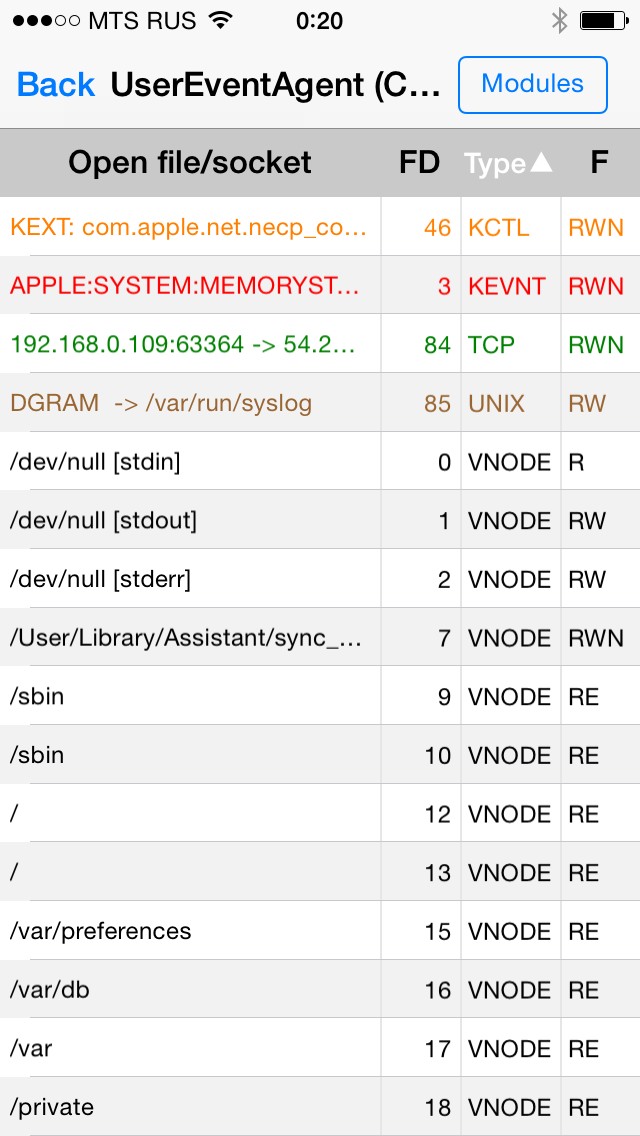 MTS RUS 0:20
Back UserEventAgent (C... Modules
Open file/socket FD Type▲ F
KEXT: com.apple.net.necp_co... 46 KCTL RWN
APPLE:SYSTEM:MEMORYST... 3 KEVNT RWN
192.168.0.109:63364 -> 54.2... 84 TCP RWN
DGRAM -> /var/run/syslog 85 UNIX RW
/dev/null [stdin] 0 VNODE R
/dev/null [stdout] 1 VNODE RW
/dev/null [stderr] 2 VNODE RW
/User/Library/Assistant/sync_... 7 VNODE RWN
/sbin 9 VNODE RE
/sbin 10 VNODE RE
/ 12 VNODE RE
/ 13 VNODE RE
/var/preferences 15 VNODE RE
/var/db 16 VNODE RE
/var 17 VNODE RE
/private 18 VNODE RE